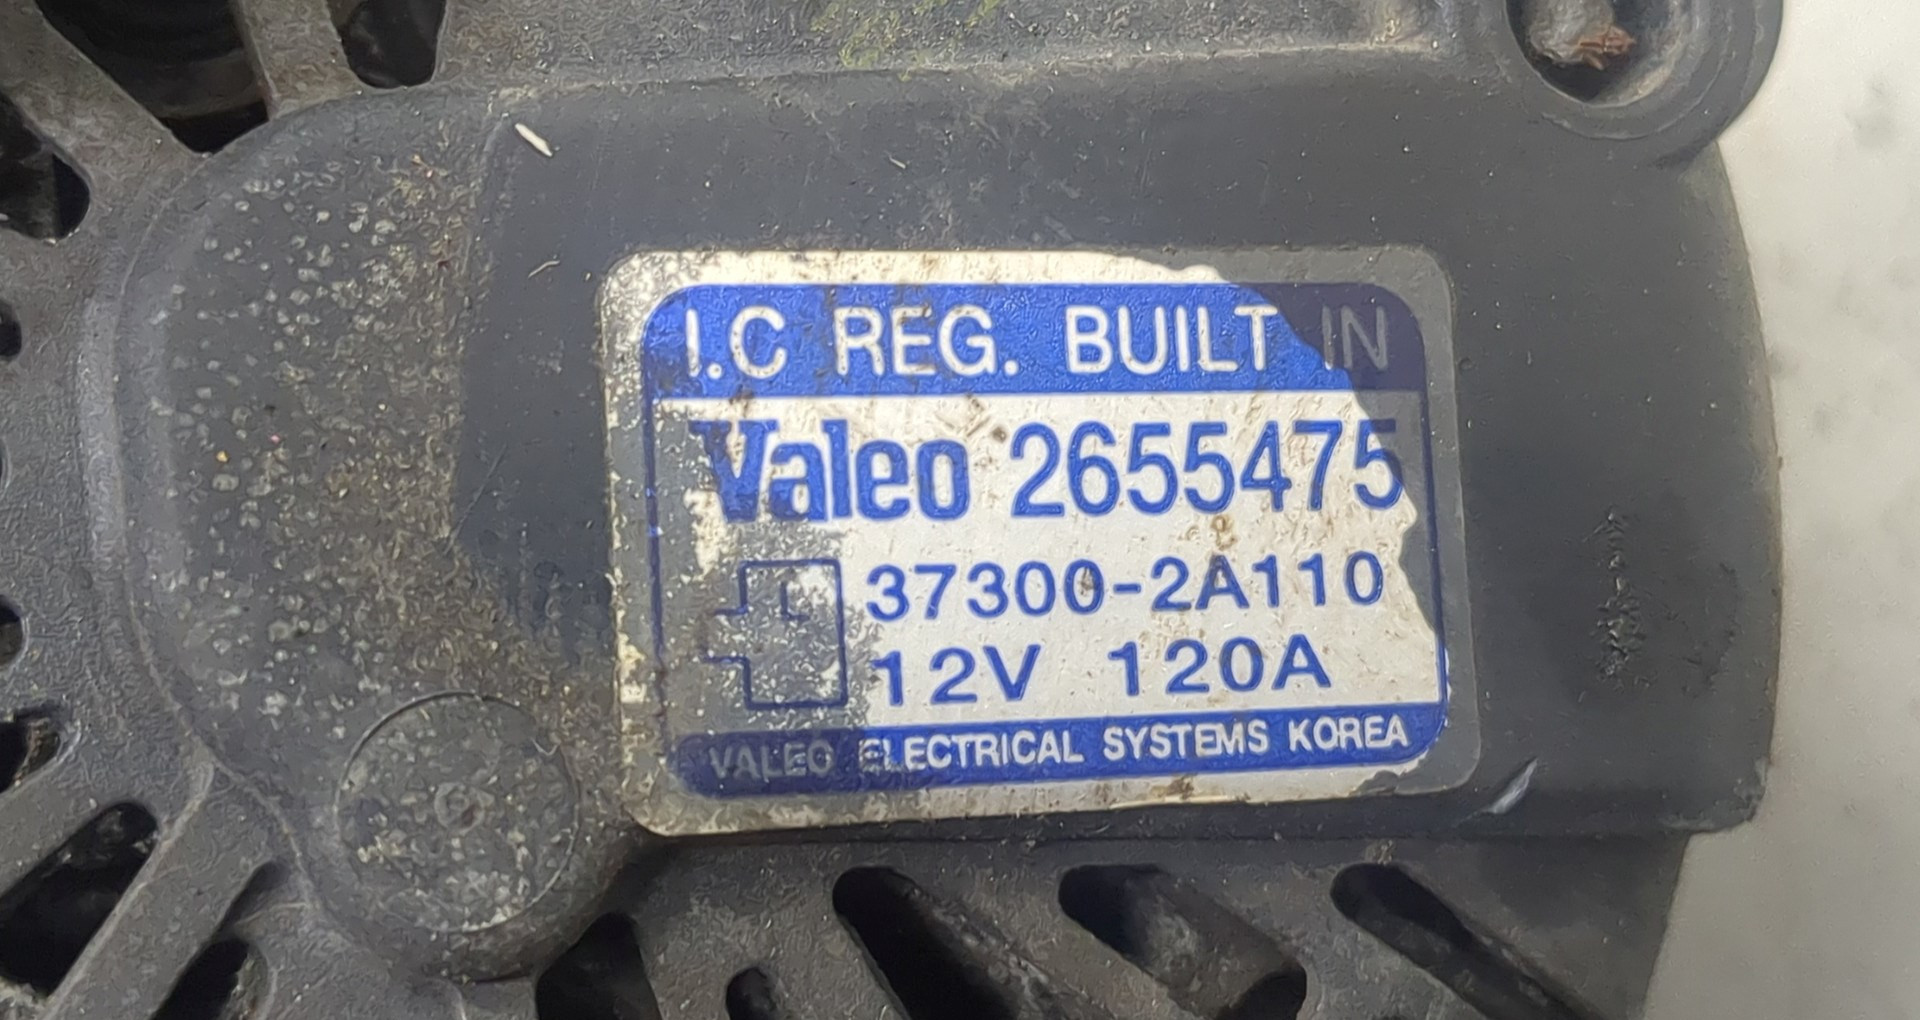 I.C REG. BUILT IN
Valeo 2655475
37300-2A110
12V 120A
VALEO ELECTRICAL SYSTEMS KOREA